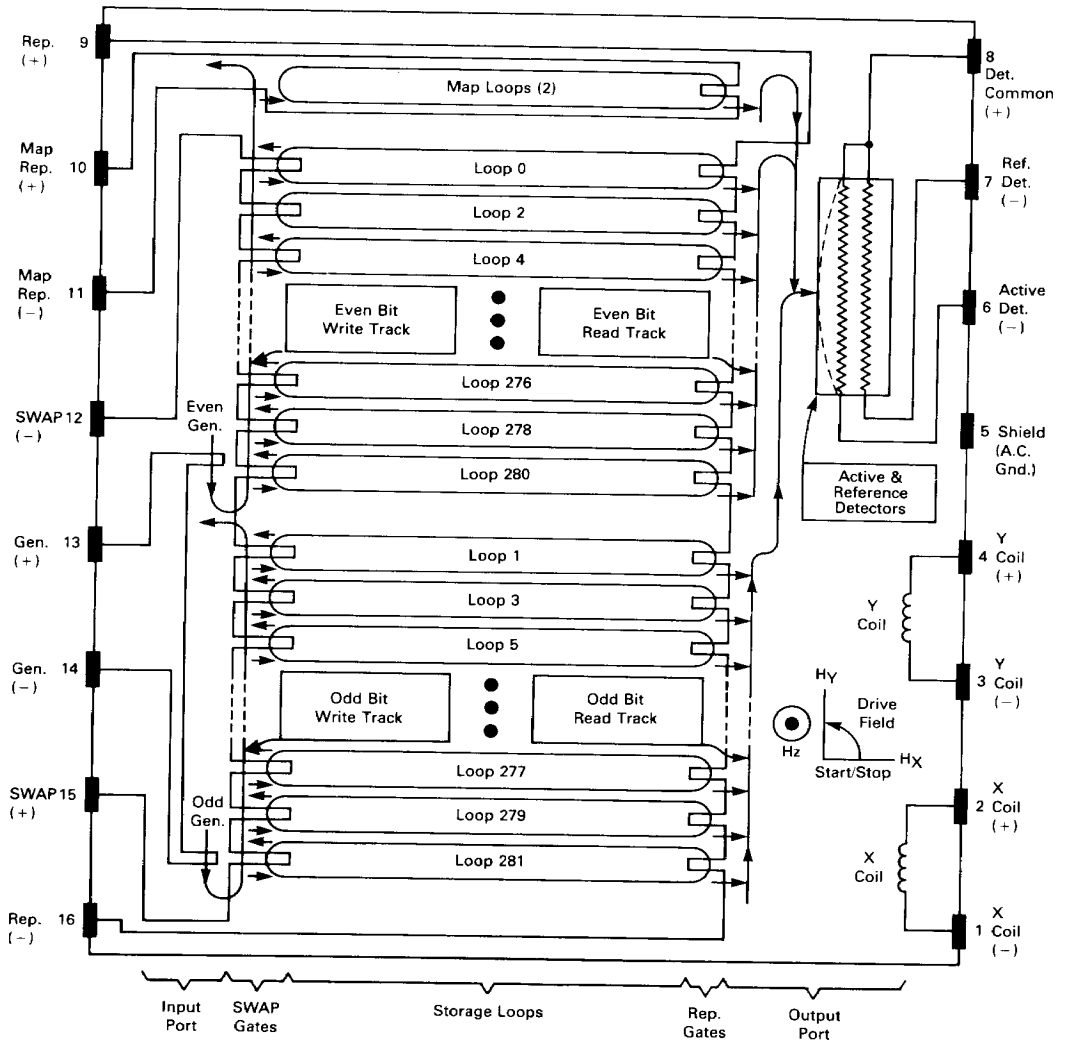 Rep. 9
(+)
8
Det.
Common
(+)
Map Loops (2)
Map
Rep. 10
(+)
Loop 0
Ref.
7 Det.
(−)
Loop 2
Loop 4
Map
Rep. 11
(−)
Active
6 Det.
(−)
Even Bit
Write Track
Even Bit
Read Track
Loop 276
SWAP 12
(−)
Even
Gen.
Loop 278
5 Shield
(A.C.
Gnd.)
Loop 280
Active &
Reference
Detectors
Gen. 13
(+)
Loop 1
Y
4 Coil
(+)
Loop 3
Y
Coil
Loop 5
Gen. 14
(−)
Y
3 Coil
(−)
Odd Bit
Write Track
Odd Bit
Read Track
HY
Drive
Field
Hz
HX
Start/Stop
Loop 277
SWAP 15
(+)
Odd
Gen.
Loop 279
X
2 Coil
(+)
Loop 281
X
Coil
Rep. 16
(−)
X
1 Coil
(−)
Input
Port
SWAP
Gates
Storage Loops
Rep.
Gates
Output
Port